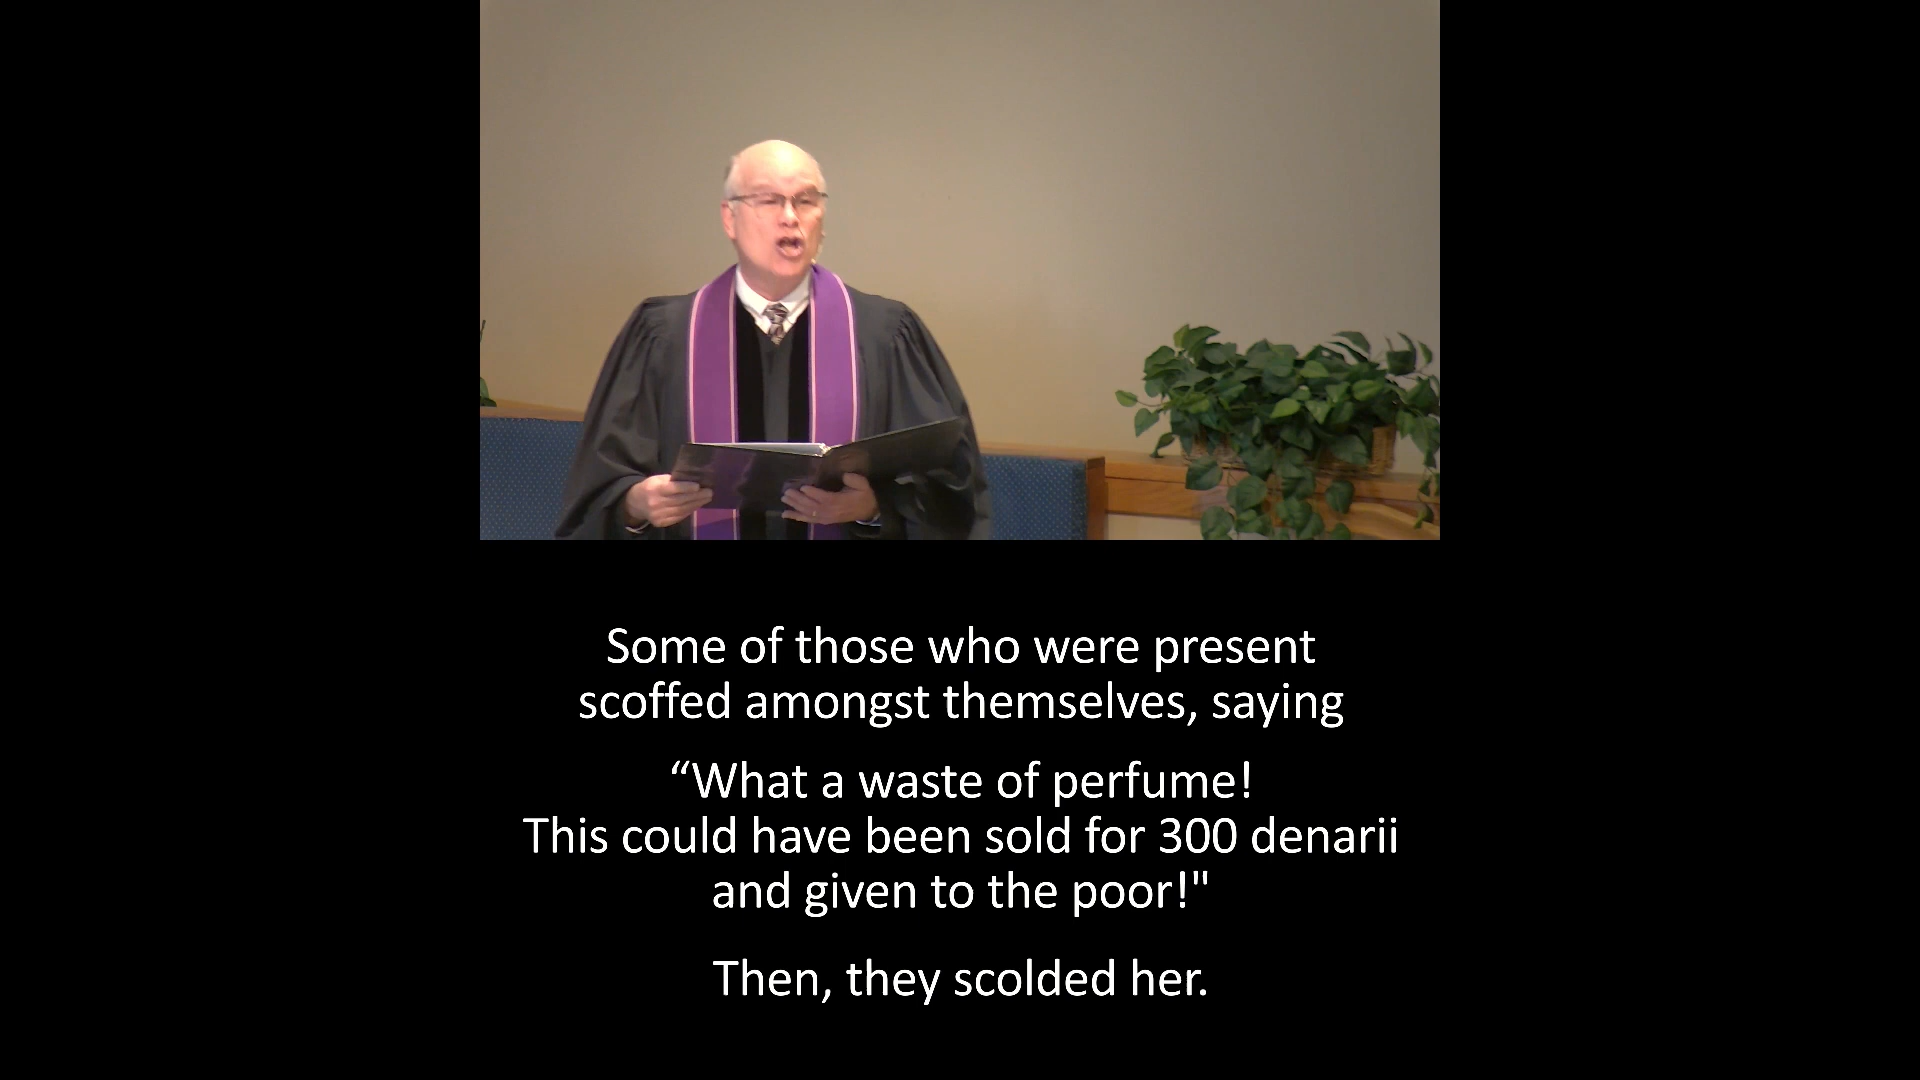 Some of those who were present
scoffed amongst themselves, saying
“What a waste of perfume!
This could have been sold for 300 denarii
and given to the poor!"
Then, they scolded her.